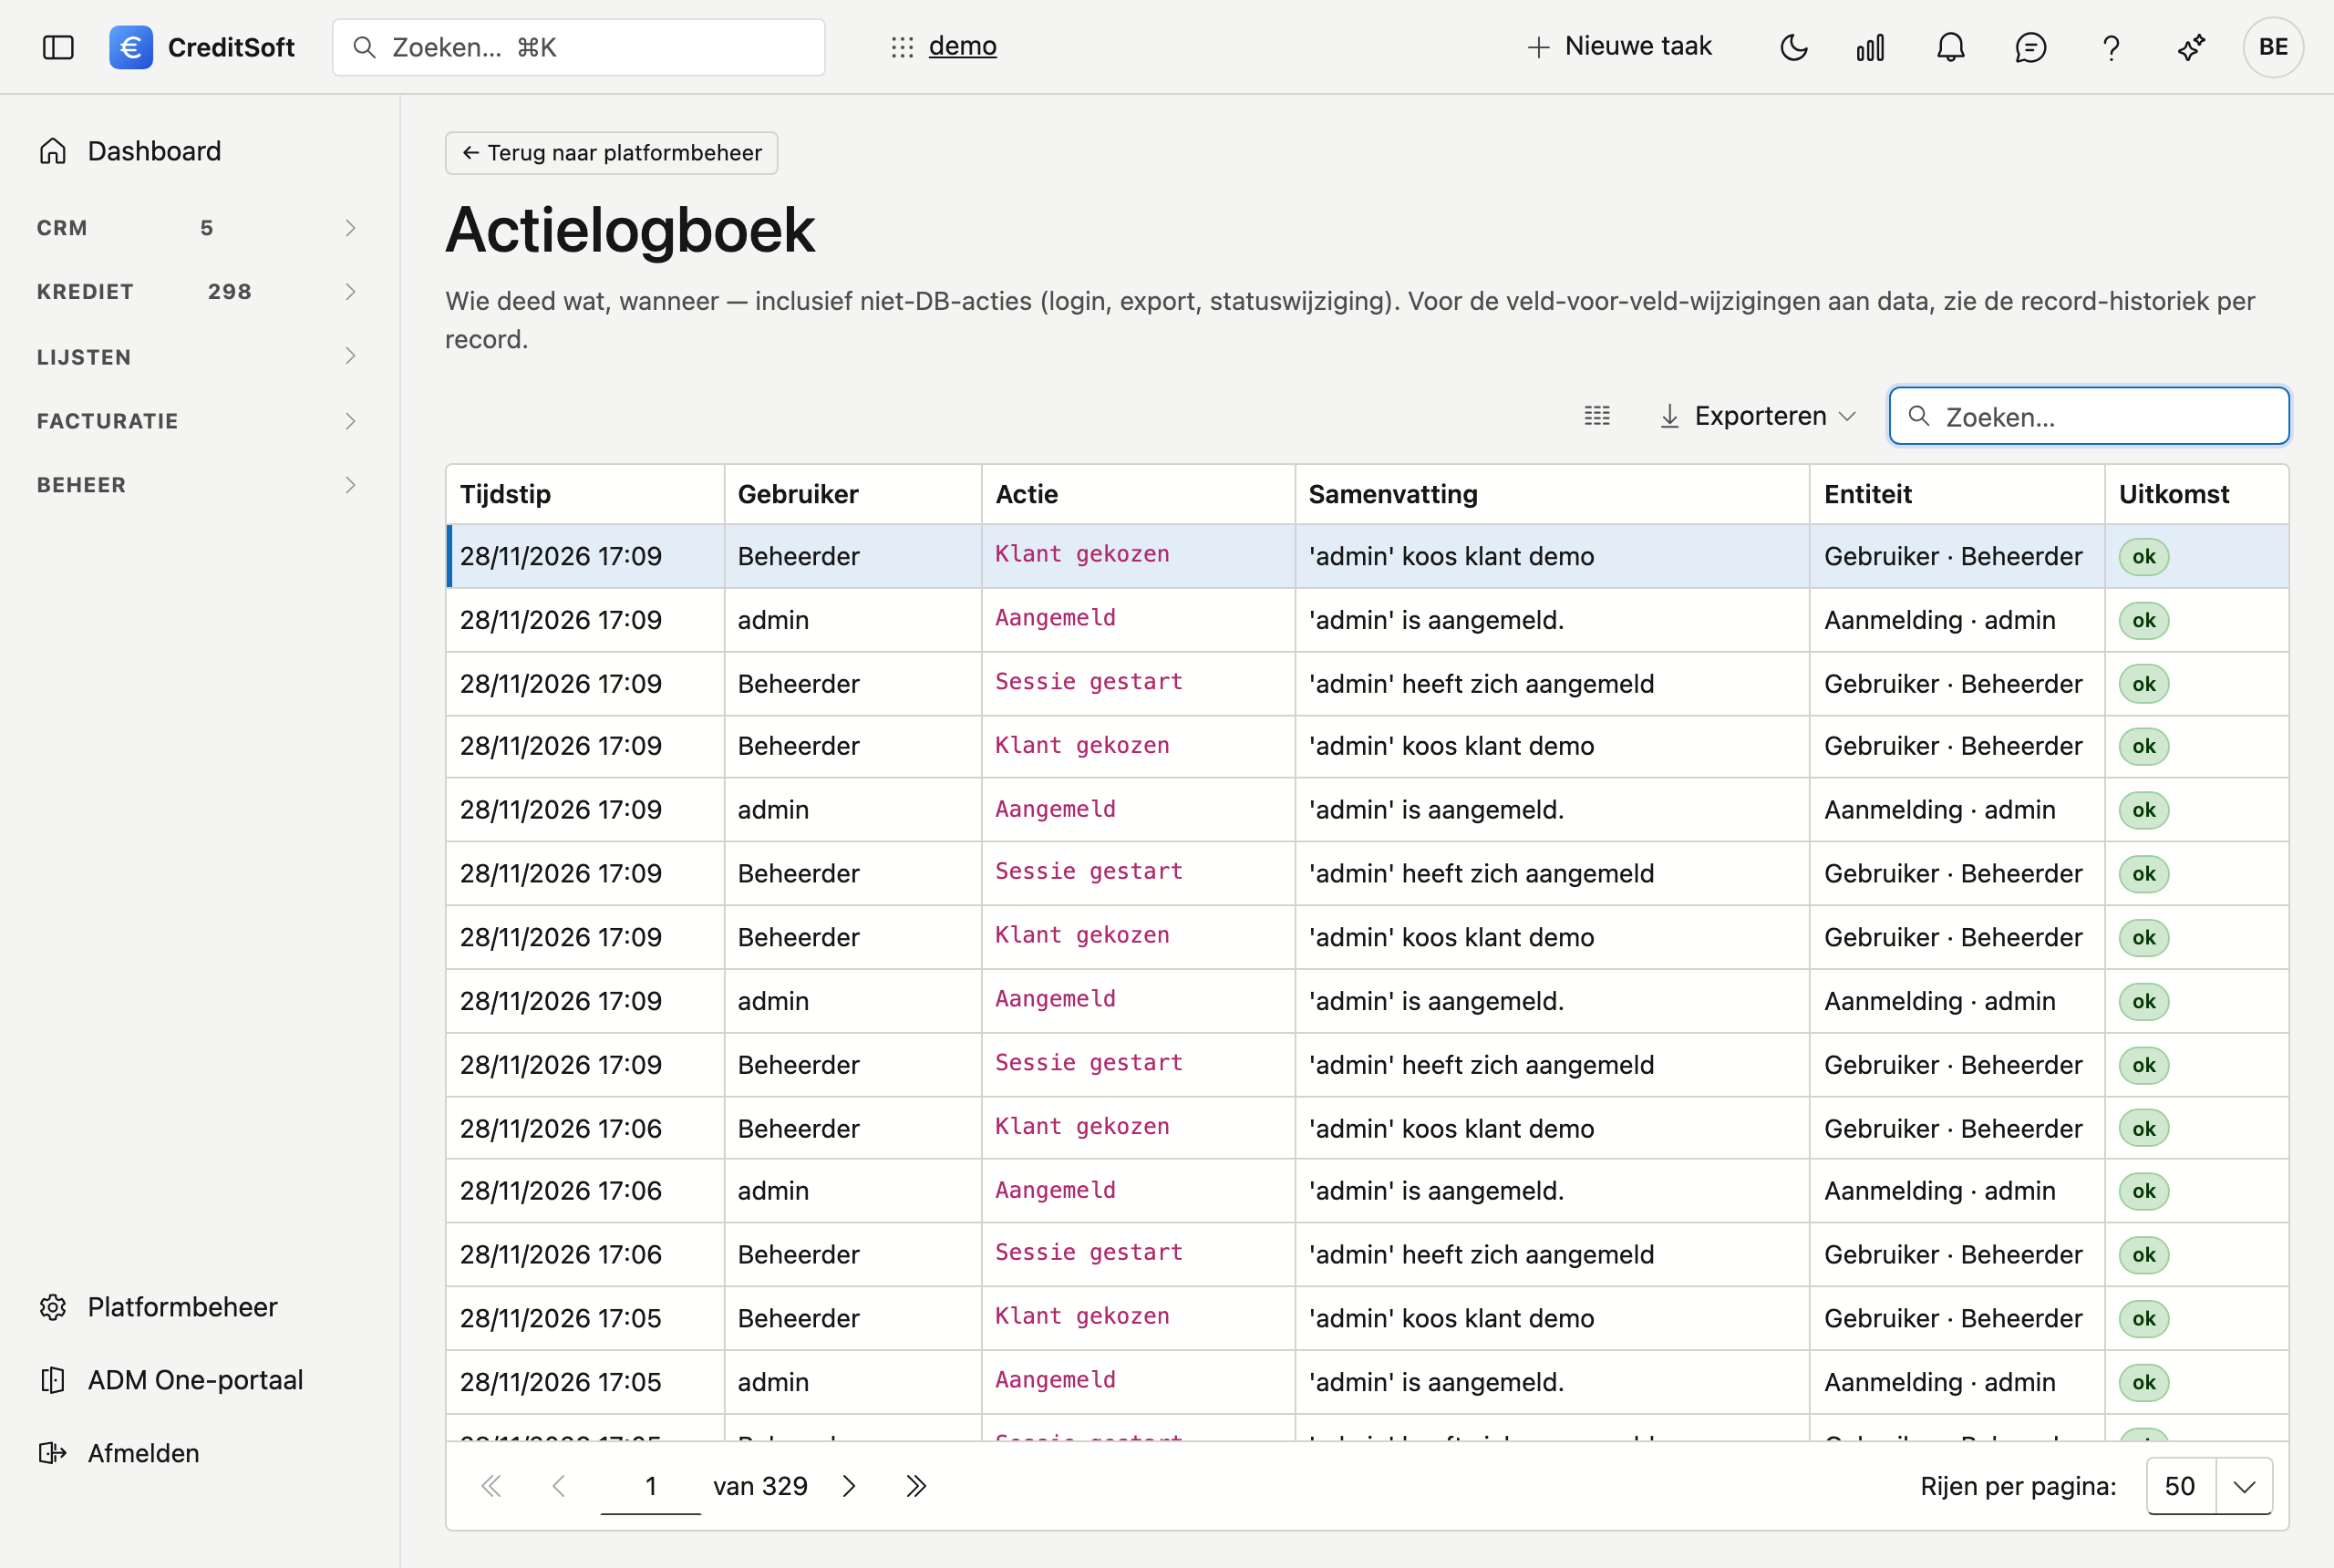 CreditSoft
Zoeken... ⌘K
demo
Nieuwe taak
BE
Dashboard
CRM 5
KREDIET 298
LIJSTEN
FACTURATIE
BEHEER
Platformbeheer
ADM One-portaal
Afmelden
← Terug naar platformbeheer
Actielogboek
Wie deed wat, wanneer — inclusief niet-DB-acties (login, export, statuswijziging). Voor de veld-voor-veld-wijzigingen aan data, zie de record-historiek per
record.
Exporteren
Zoeken...
Tijdstip Gebruiker Actie Samenvatting Entiteit Uitkomst
28/11/2026 17:09 Beheerder Klant gekozen 'admin' koos klant demo Gebruiker · Beheerder ok
28/11/2026 17:09 admin Aangemeld 'admin' is aangemeld. Aanmelding · admin ok
28/11/2026 17:09 Beheerder Sessie gestart 'admin' heeft zich aangemeld Gebruiker · Beheerder ok
28/11/2026 17:09 Beheerder Klant gekozen 'admin' koos klant demo Gebruiker · Beheerder ok
28/11/2026 17:09 admin Aangemeld 'admin' is aangemeld. Aanmelding · admin ok
28/11/2026 17:09 Beheerder Sessie gestart 'admin' heeft zich aangemeld Gebruiker · Beheerder ok
28/11/2026 17:09 Beheerder Klant gekozen 'admin' koos klant demo Gebruiker · Beheerder ok
28/11/2026 17:09 admin Aangemeld 'admin' is aangemeld. Aanmelding · admin ok
28/11/2026 17:09 Beheerder Sessie gestart 'admin' heeft zich aangemeld Gebruiker · Beheerder ok
28/11/2026 17:06 Beheerder Klant gekozen 'admin' koos klant demo Gebruiker · Beheerder ok
28/11/2026 17:06 admin Aangemeld 'admin' is aangemeld. Aanmelding · admin ok
28/11/2026 17:06 Beheerder Sessie gestart 'admin' heeft zich aangemeld Gebruiker · Beheerder ok
28/11/2026 17:05 Beheerder Klant gekozen 'admin' koos klant demo Gebruiker · Beheerder ok
28/11/2026 17:05 admin Aangemeld 'admin' is aangemeld. Aanmelding · admin ok
1 van 329
Rijen per pagina: 50